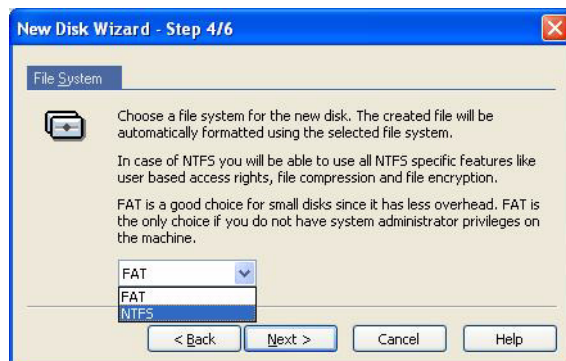 New Disk Wizard - Step 4/6
File System
Choose a file system for the new disk. The created file will be
automatically formatted using the selected file system.
In case of NTFS you will be able to use all NTFS specific features like
user based access rights, file compression and file encryption.
FAT is a good choice for small disks since it has less overhead. FAT is
the only choice if you do not have system administrator privileges on
the machine.
FAT
FAT
NTFS
< Back Next > Cancel Help